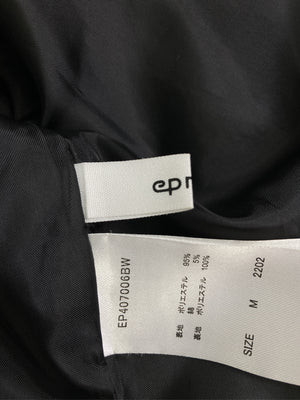 ep
EP407006BW
表地 ポリエステル 95%
綿 5%
裏地 ポリエステル 100%
SIZE M 2202